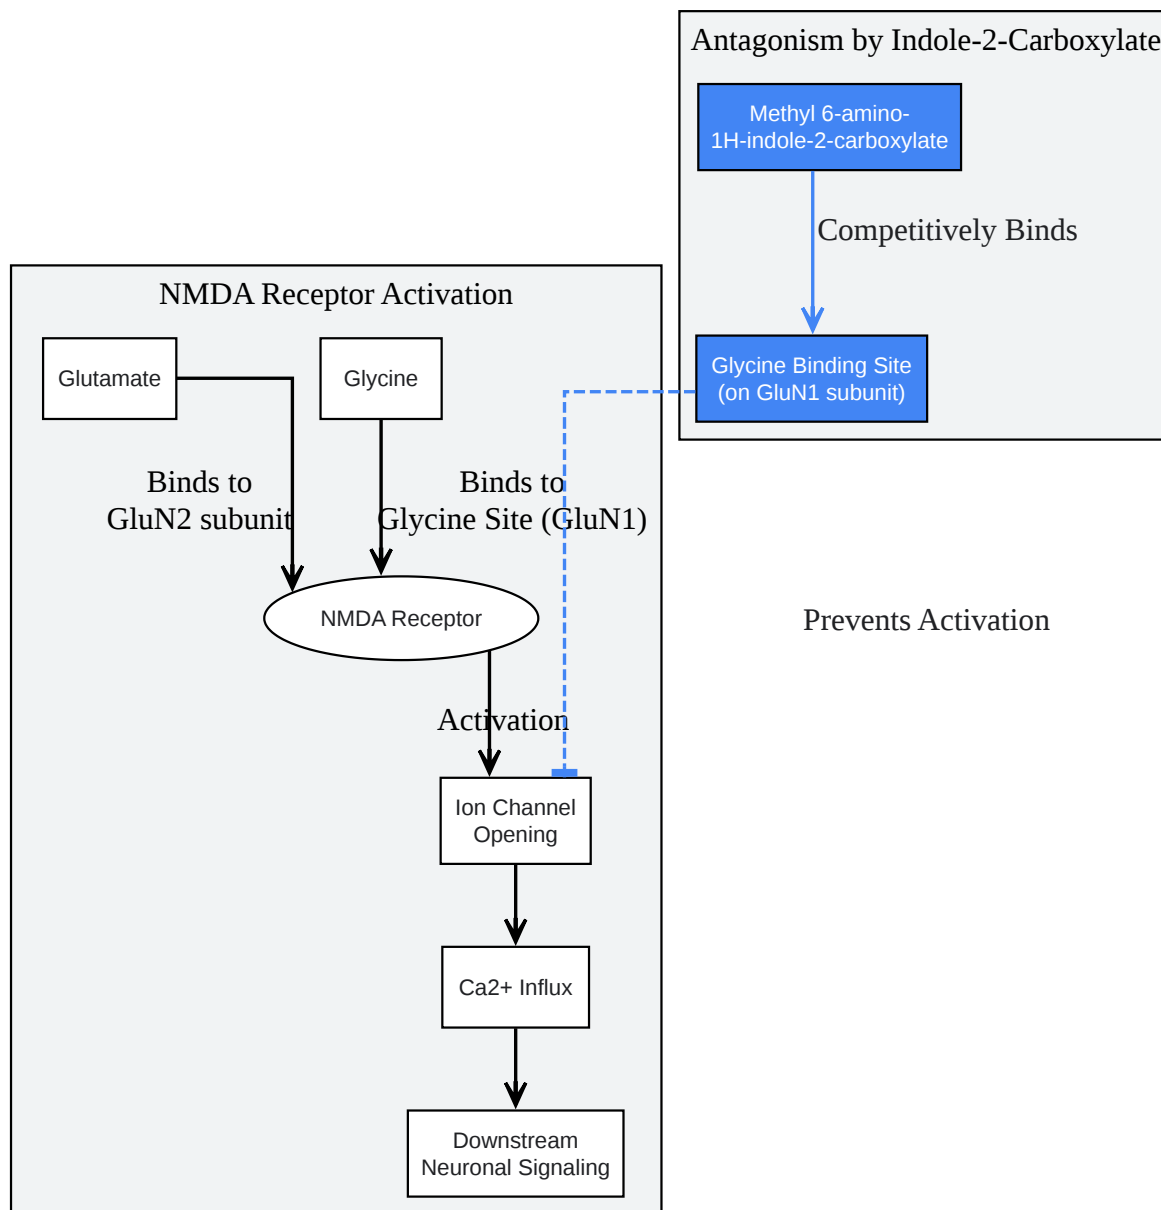 Antagonism by Indole-2-Carboxylate
Methyl 6-amino-
1H-indole-2-carboxylate
Competitively Binds
Glycine Binding Site
(on GluN1 subunit)
NMDA Receptor Activation
Glutamate
Glycine
Binds to
GluN2 subunit
Binds to
Glycine Site (GluN1)
NMDA Receptor
Prevents Activation
Activation
Ion Channel
Opening
Ca2+ Influx
Downstream
Neuronal Signaling